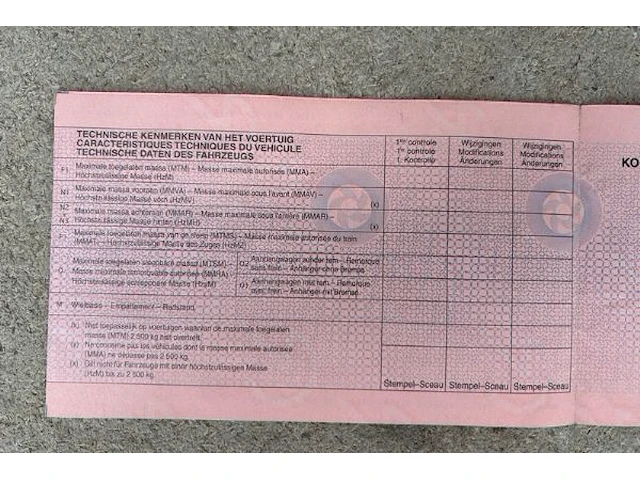 TECHNISCHE KENMERKEN VAN HET VOERTUIG
CARACTERISTIQUES TECHNIQUES DU VEHICULE
TECHNISCHE DATEN DES FAHRZEUGS
1ste controle
1er controle
1. Kontrolle
Wijzigingen
Modifications
Änderungen
Wijzigingen
Modifications
Änderungen
KO
F1 Maximale toegelaten massa (MTM) – Masse maximale autorisée (MMA) –
Höchstzulässige Masse (HzM)
N1 Maximale massa vooraan (MMVA) – Masse maximale sous l'avant (MMAV) –
Höchstzulässige Masse vorn (HzMV) (x)
N2 Maximale massa achteraan (MMAR) – Masse maximale sous l'arrière (MMAR) –
N3 Höchstzulässige Masse hinten (x)
Maximale toegelaten massa van de trein (MTMS) – Masse maximale autorisée du train
(MMAT) – Höchstzulässige Masse des Zuges (HzMZ)
O Maximale toegelaten sleepbare massa (MTSM) –
Masse maximale remorquable autorisée (MMRA) –
Höchstzulässige schleppbare Masse (HzsM)
O2 Aanhangwagen zonder rem – Remorque
sans frein – Anhänger ohne Bremse
O1 Aanhangwagen met rem – Remorque
avec frein – Anhänger mit Bremse
M Wielbasis – Empattement – Radstand
(x) Niet toepasselijk op voertuigen waarvan de maximale toegelaten
massa (MTM) 2.500 kg niet overtreft.
(x) Ne concerne pas les véhicules dont la masse maximale autorisée
(MMA) ne dépasse pas 2.500 kg.
(x) Gilt nicht für Fahrzeuge mit einer höchstzulässigen Masse
(HzM) bis zu 2.500 kg.
Stempel–Sceau Stempel–Sceau Stempel–Sceau